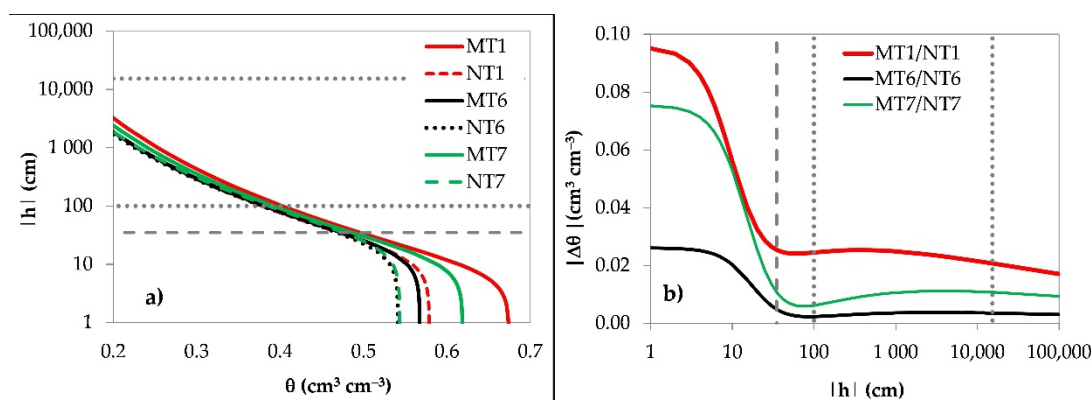 100,000
10,000
1 000
100
10
1
|h| (cm)
0.2 0.3 0.4 0.5 0.6 0.7
θ (cm³ cm⁻³)
a)
MT1
NT1
MT6
NT6
MT7
NT7
0.10
0.08
0.06
0.04
0.02
0.00
|Δθ|(cm³ cm⁻³)
1 10 100 1 000 10,000 100,000
|h| (cm)
b)
MT1/NT1
MT6/NT6
MT7/NT7